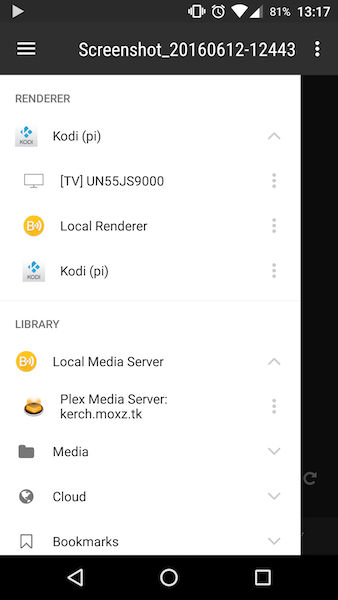 81% 13:17
Screenshot_20160612-12443
RENDERER
KODI
Kodi (pi)
[TV] UN55JS9000
B
Local Renderer
KODI
Kodi (pi)
LIBRARY
B
Local Media Server
Plex Media Server:
kerch.moxz.tk
Media
Cloud
Bookmarks